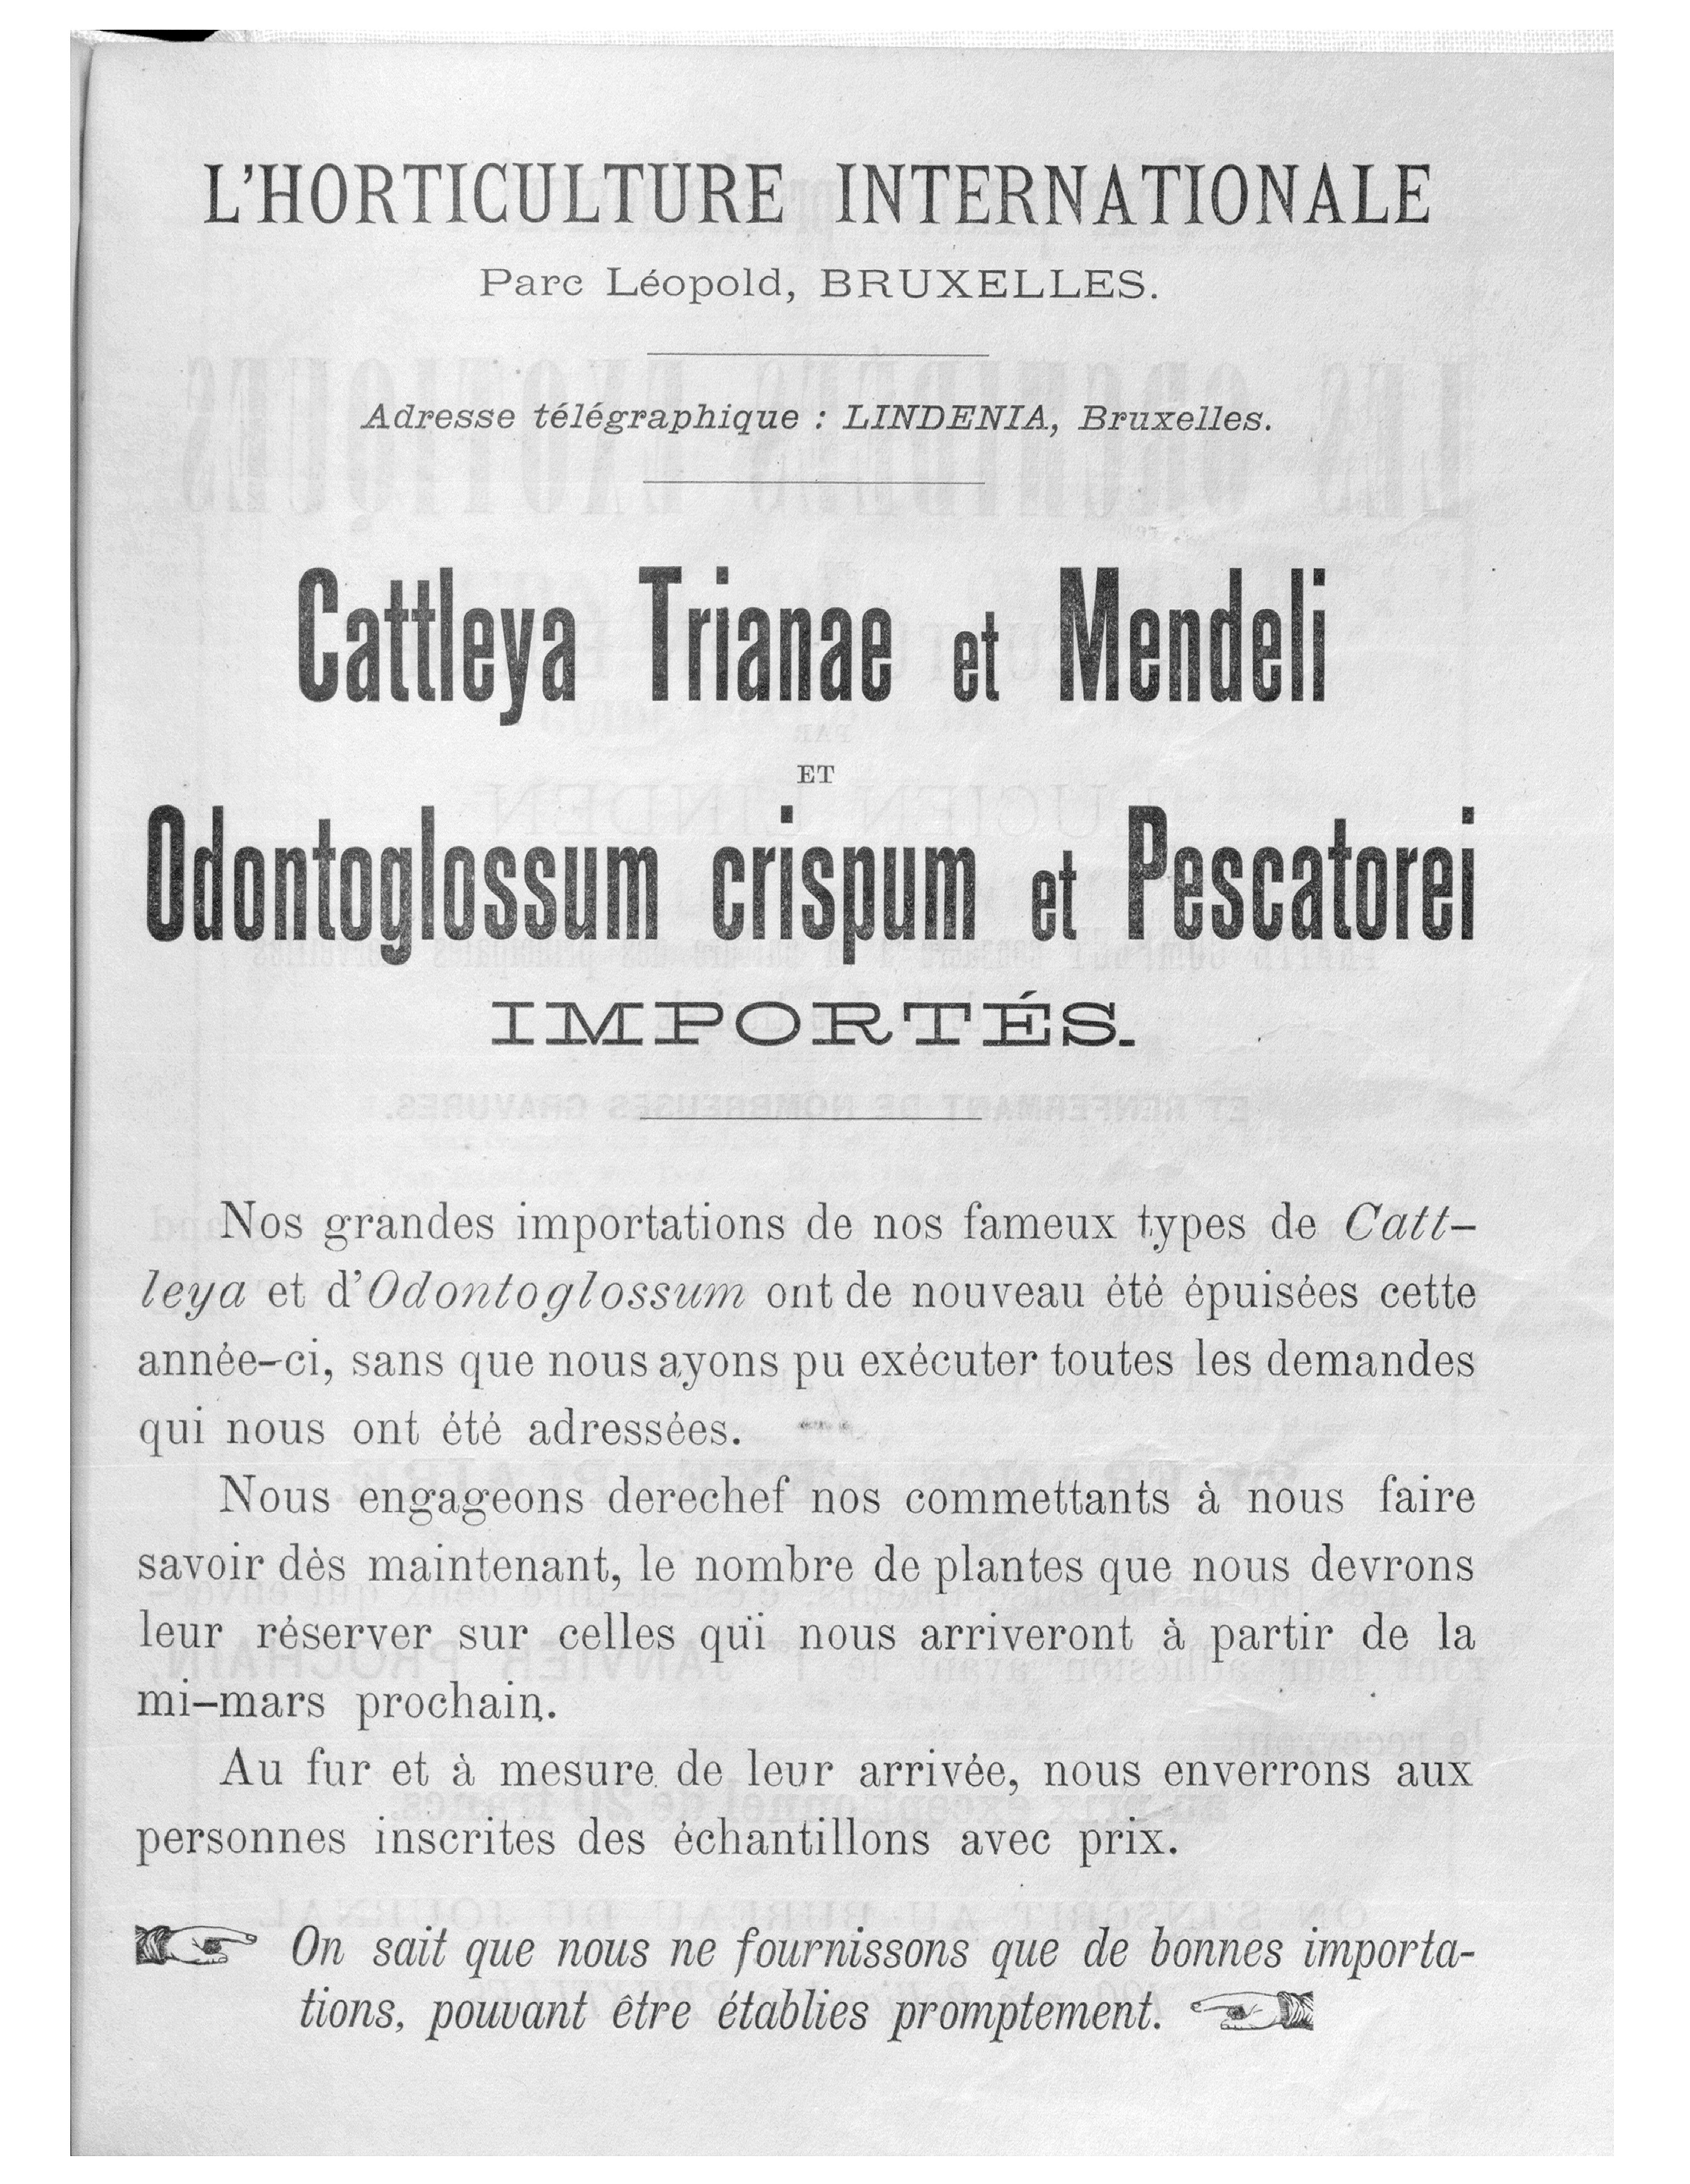 L'HORTICULTURE INTERNATIONALE
Parc Léopold, BRUXELLES.
Adresse télégraphique : LINDENIA, Bruxelles.
Cattleya Trianae et Mendeli
ET
Odontoglossum crispum et Pescatorei
IMPORTÉS.
Nos grandes importations de nos fameux types de Catt-
leya et d'Odontoglossum ont de nouveau été épuisées cette
année-ci, sans que nous ayons pu exécuter toutes les demandes
qui nous ont été adressées.
Nous engageons derechef nos commettants à nous faire
savoir dès maintenant, le nombre de plantes que nous devrons
leur réserver sur celles qui nous arriveront à partir de la
mi-mars prochain.
Au fur et à mesure de leur arrivée, nous enverrons aux
personnes inscrites des échantillons avec prix.
On sait que nous ne fournissons que de bonnes importa-
tions, pouvant être établies promptement.